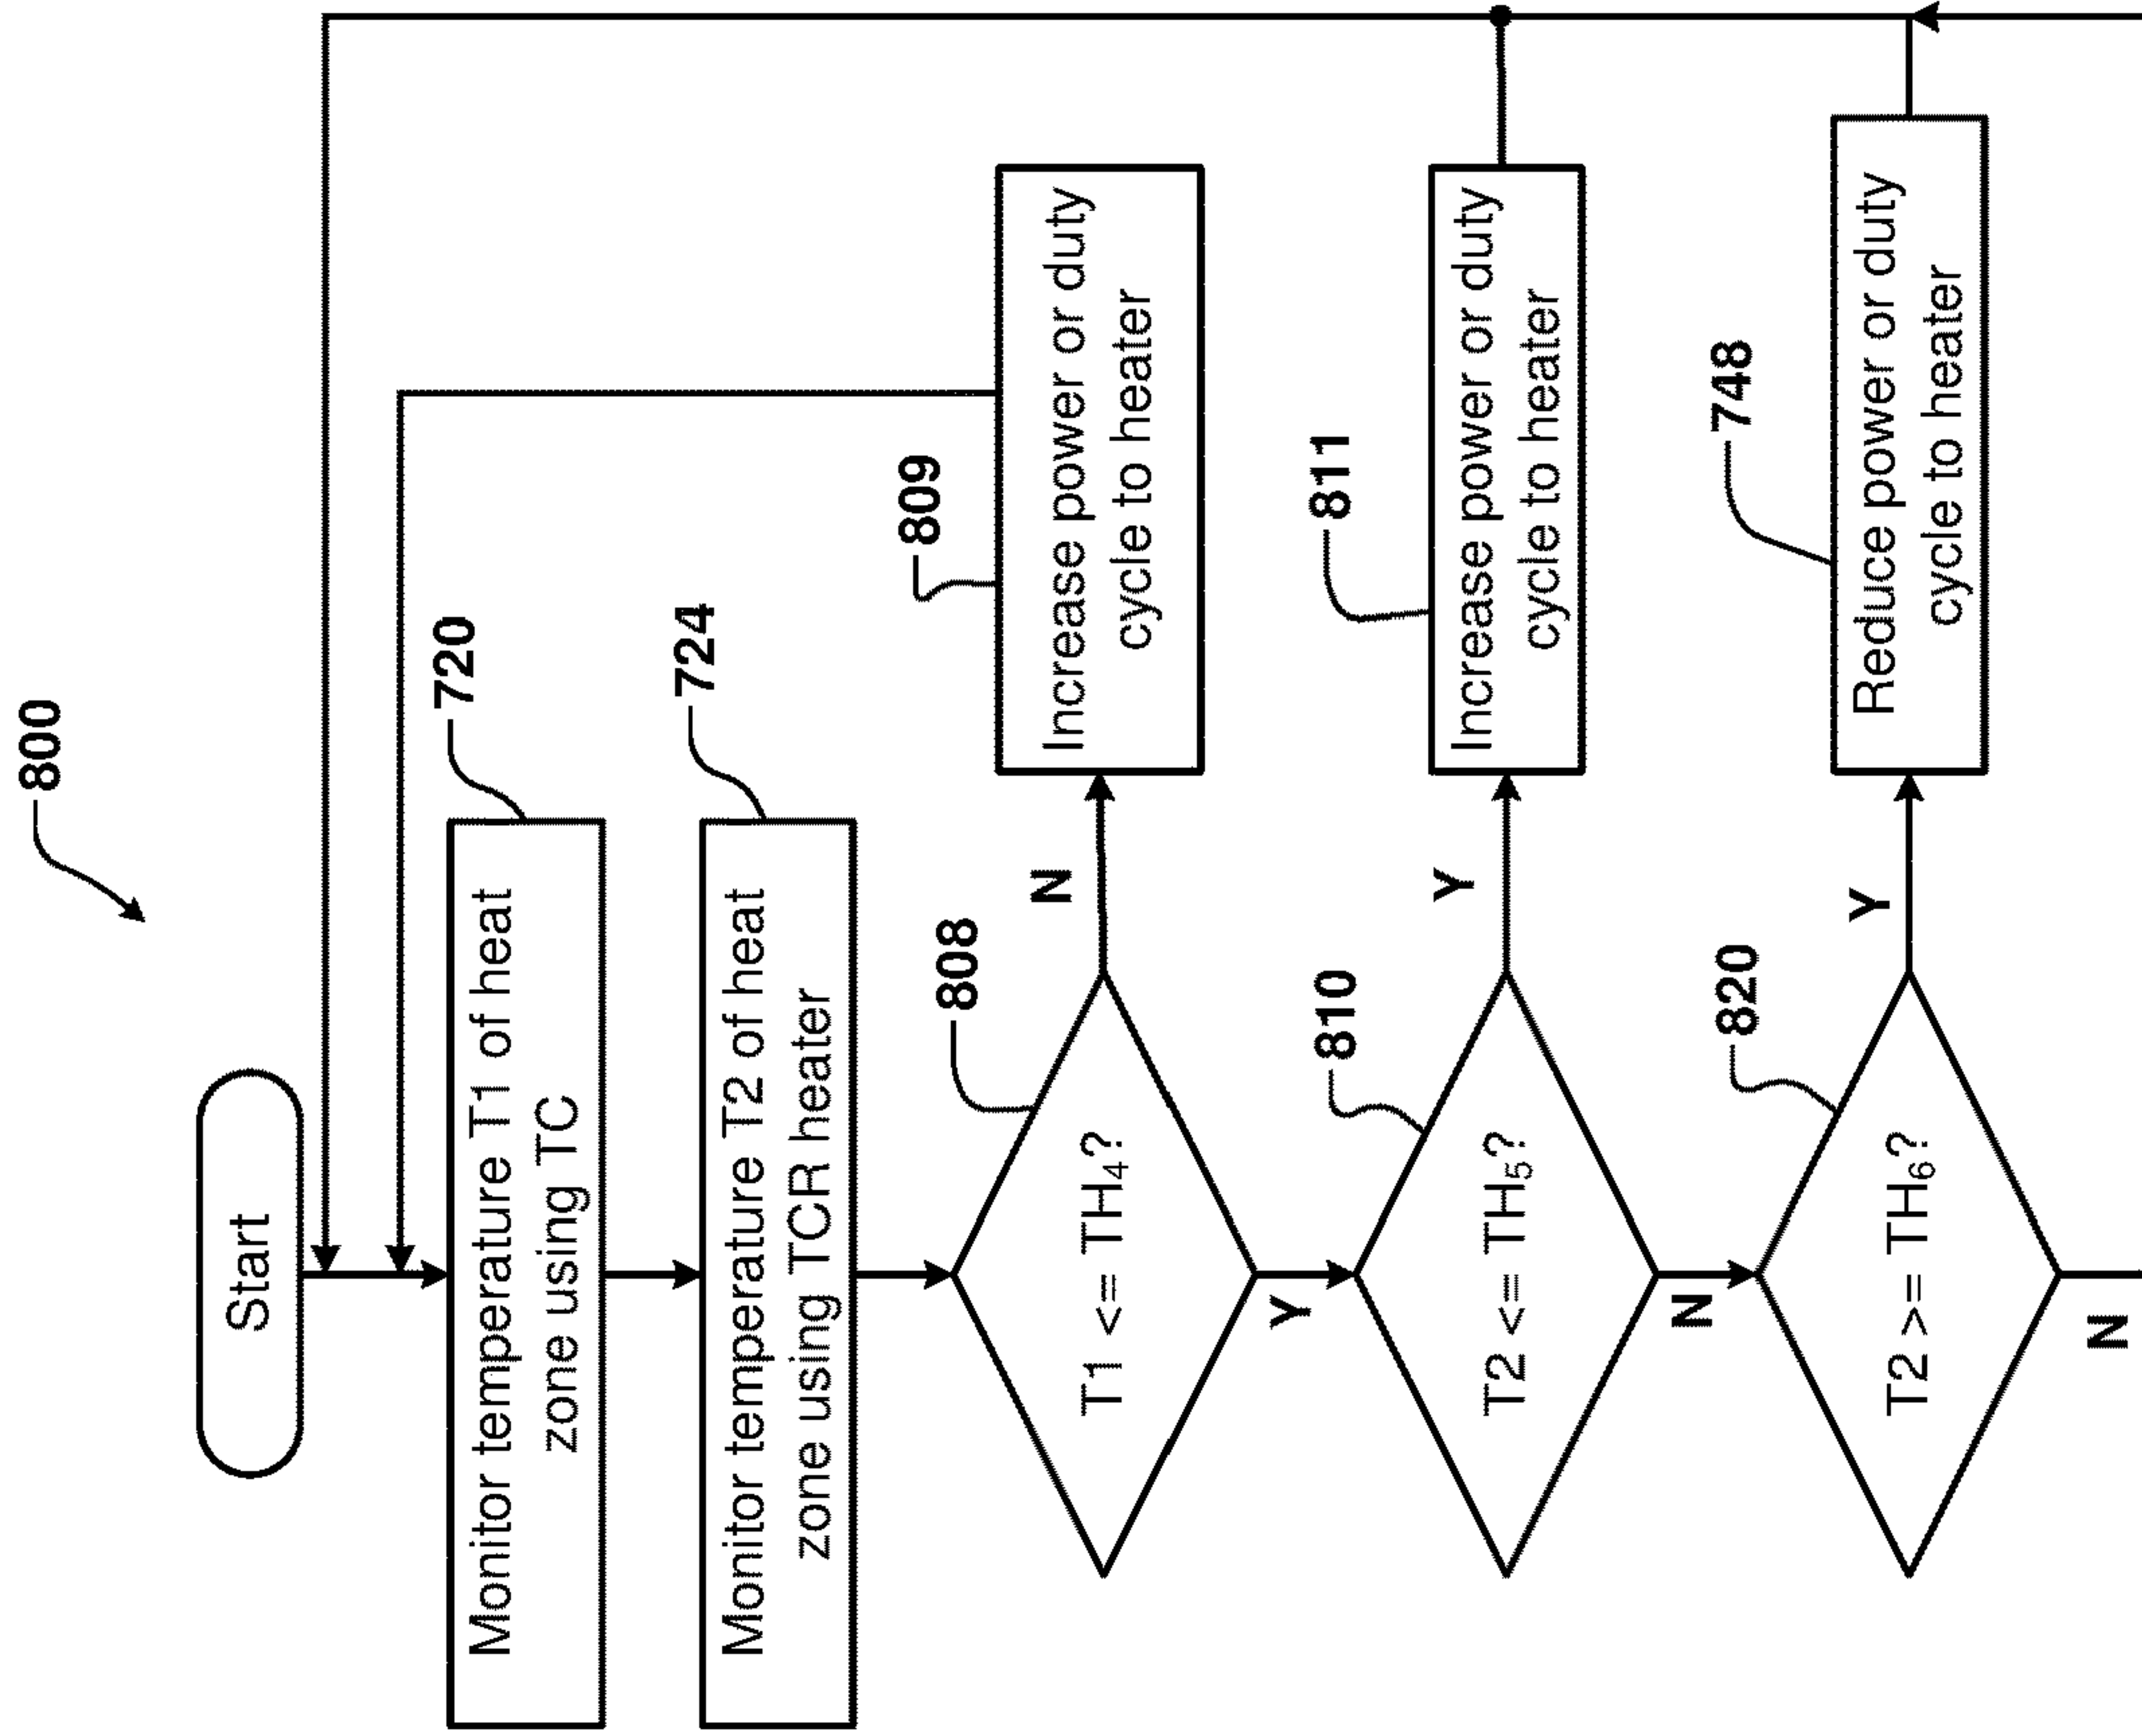 800
Start
720
Monitor temperature T1 of heat
zone using TC
724
Monitor temperature T2 of heat
zone using TCR heater
808
T1 <= TH₄?
N
809
Increase power or duty
cycle to heater
Y
810
T2 <= TH₅?
Y
811
Increase power or duty
cycle to heater
N
820
T2 >= TH₆?
Y
748
Reduce power or duty
cycle to heater
N